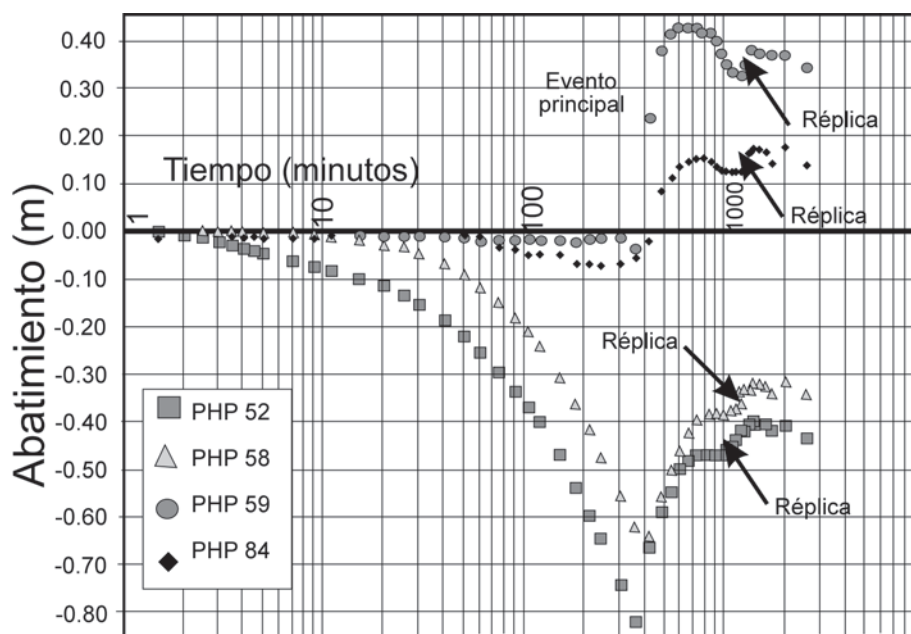 0.40
0.30
0.20
0.10
0.00
-0.10
-0.20
-0.30
-0.40
-0.50
-0.60
-0.70
-0.80
Abatimiento (m)
Tiempo (minutos)
1
10
100
1000
Evento
principal
Réplica
Réplica
Réplica
Réplica
PHP 52
PHP 58
PHP 59
PHP 84